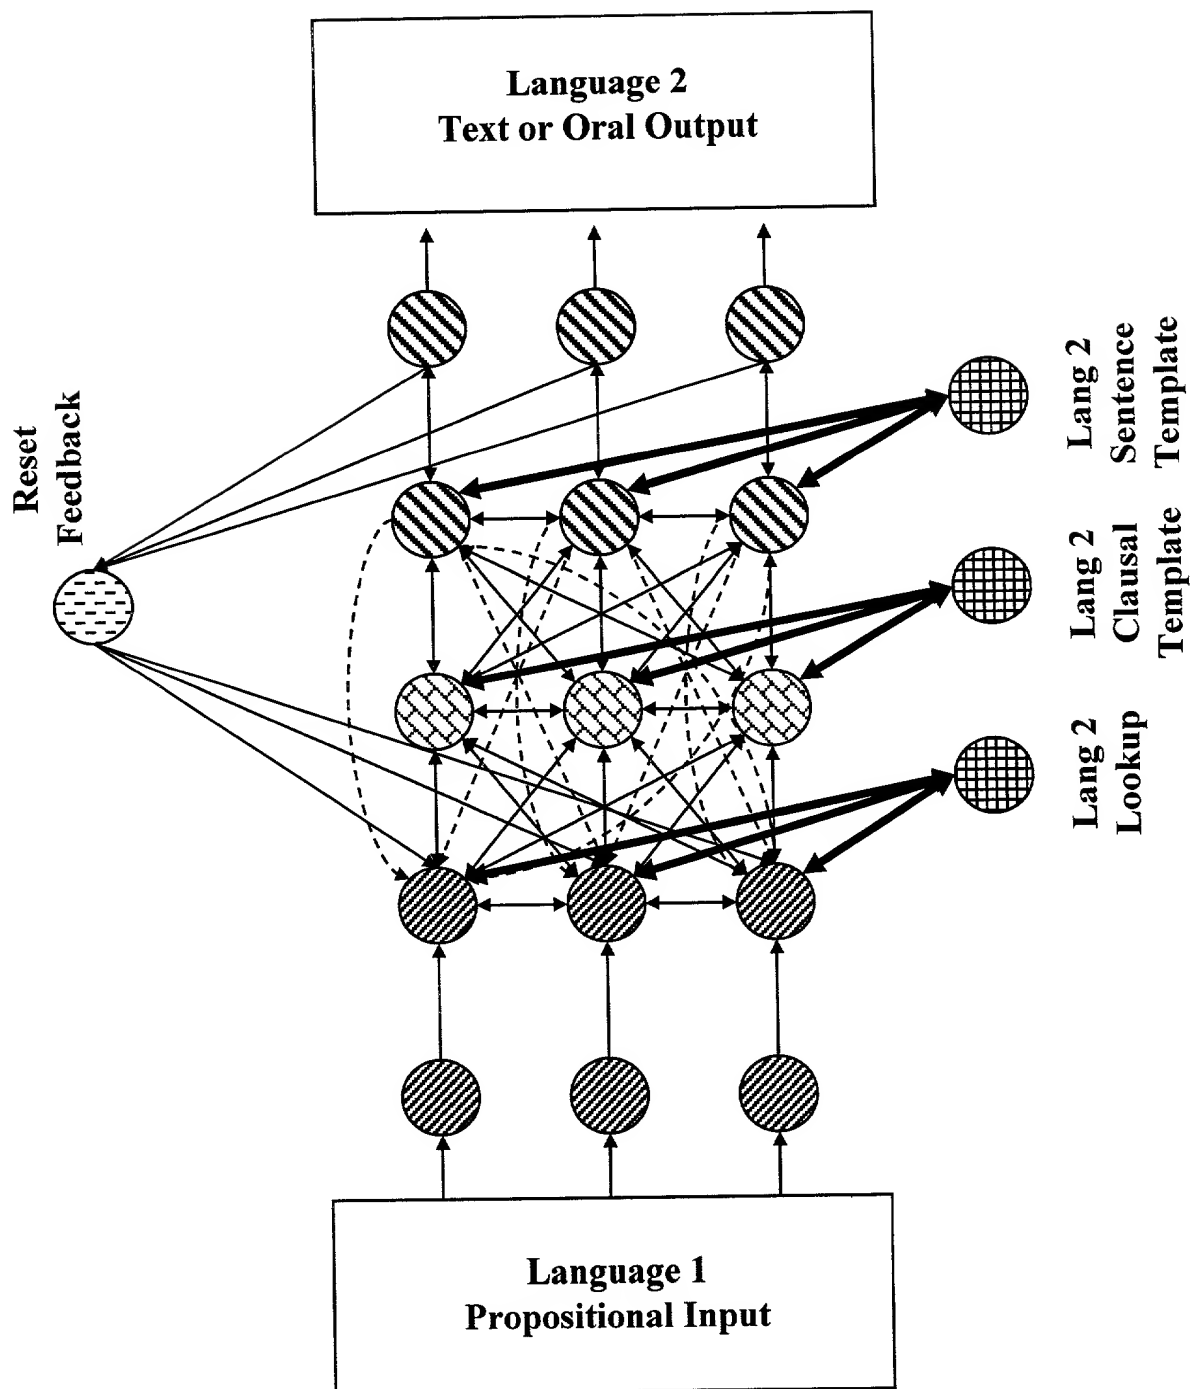 Language 2
Text or Oral Output
Reset
Feedback
Lang 2
Sentence
Template
Lang 2
Clausal
Template
Lang 2
Lookup
Language 1
Propositional Input